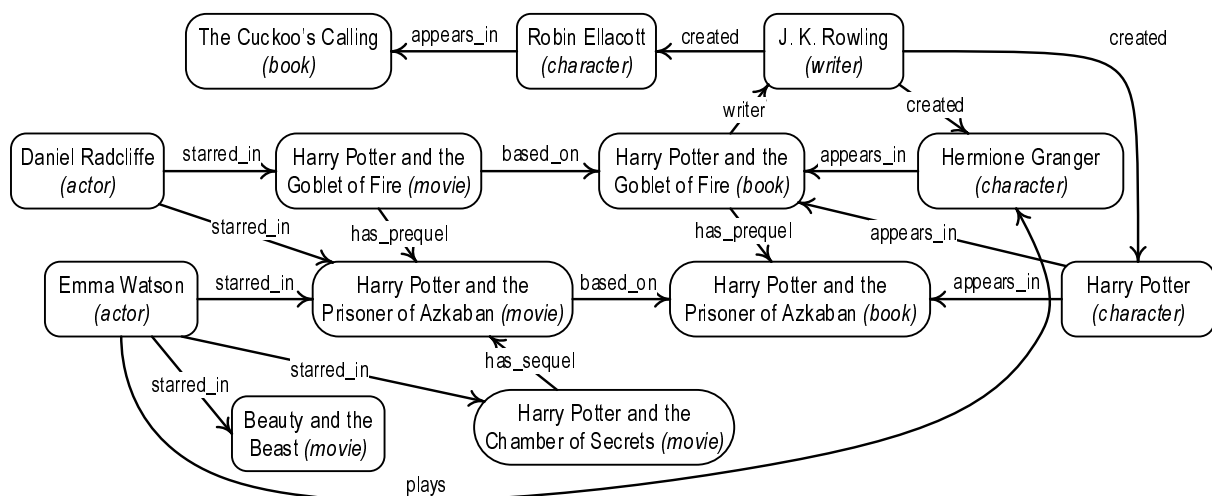 The Cuckoo's Calling
(book)
appears_in
Robin Ellacott
(character)
created
J. K. Rowling
(writer)
created
writer
created
Daniel Radcliffe
(actor)
starred_in
Harry Potter and the
Goblet of Fire (movie)
based_on
Harry Potter and the
Goblet of Fire (book)
appears_in
Hermione Granger
(character)
starred_in
has_prequel
has_prequel
appears_in
Emma Watson
(actor)
starred_in
Harry Potter and the
Prisoner of Azkaban (movie)
based_on
Harry Potter and the
Prisoner of Azkaban (book)
appears_in
Harry Potter
(character)
has_sequel
starred_in
starred_in
Beauty and the
Beast (movie)
Harry Potter and the
Chamber of Secrets (movie)
plays